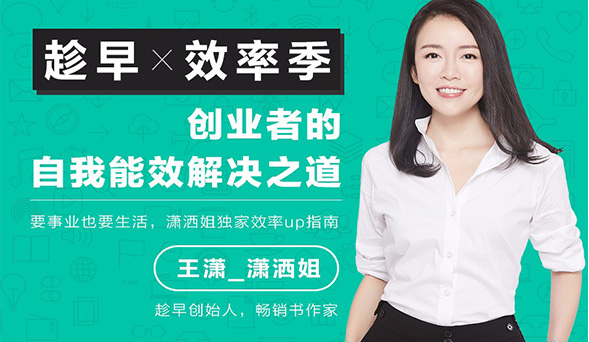 趁早×效率季
创业者的
自我能效解决之道
要事业也要生活，潇洒姐独家效率up指南
王潇_潇洒姐
趁早创始人，畅销书作家